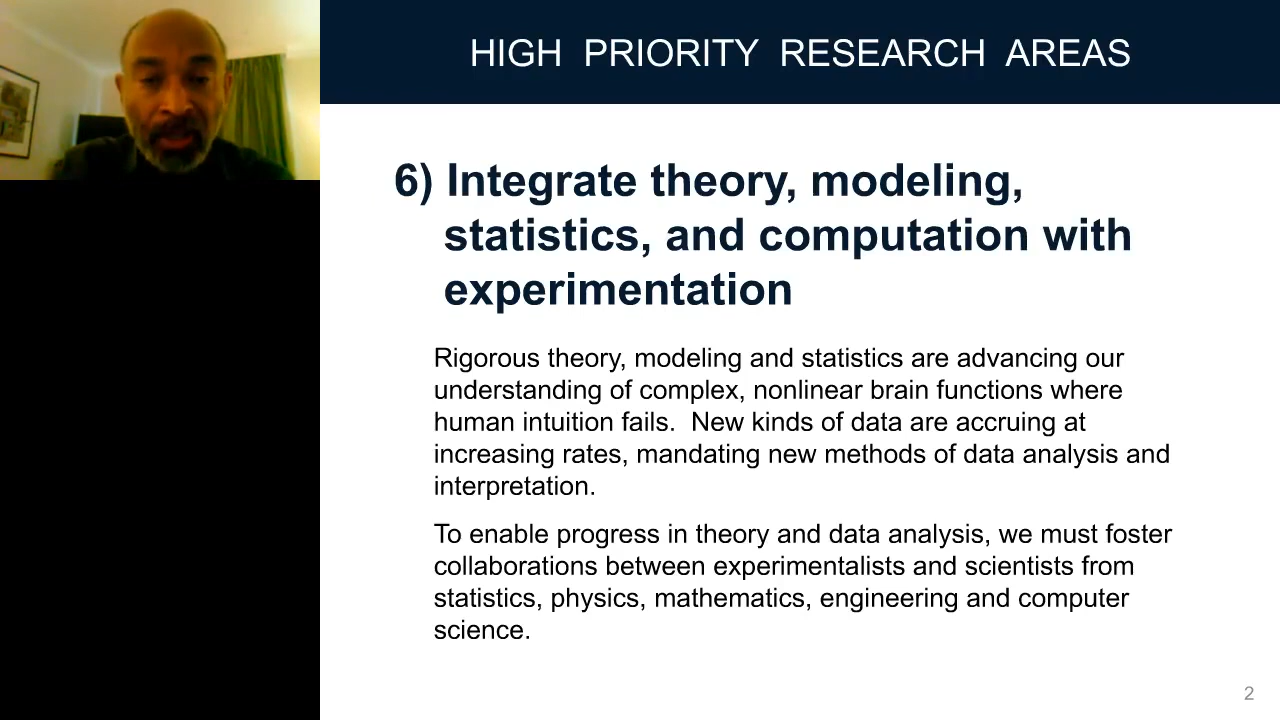 HIGH PRIORITY RESEARCH AREAS
6) Integrate theory, modeling,
statistics, and computation with
experimentation
Rigorous theory, modeling and statistics are advancing our
understanding of complex, nonlinear brain functions where
human intuition fails.  New kinds of data are accruing at
increasing rates, mandating new methods of data analysis and
interpretation.
To enable progress in theory and data analysis, we must foster
collaborations between experimentalists and scientists from
statistics, physics, mathematics, engineering and computer
science.
2